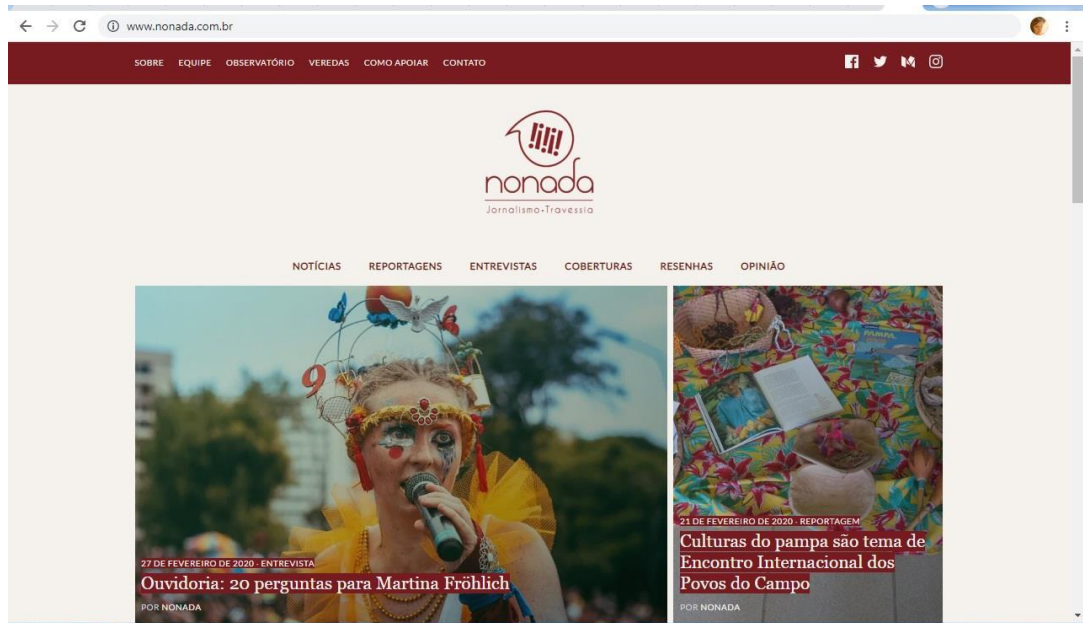 www.nonada.com.br
SOBRE EQUIPE OBSERVATÓRIO VEREDAS COMO APOIAR CONTATO
nonada
Jornalismo-Travessia
NOTÍCIAS REPORTAGENS ENTREVISTAS COBERTURAS RESENHAS OPINIÃO
9
27 DE FEVEREIRO DE 2020 · ENTREVISTA
Ouvidoria: 20 perguntas para Martina Fröhlich
POR NONADA
PAMPA
21 DE FEVEREIRO DE 2020 · REPORTAGEM
Culturas do pampa são tema de
Encontro Internacional dos
Povos do Campo
POR NONADA